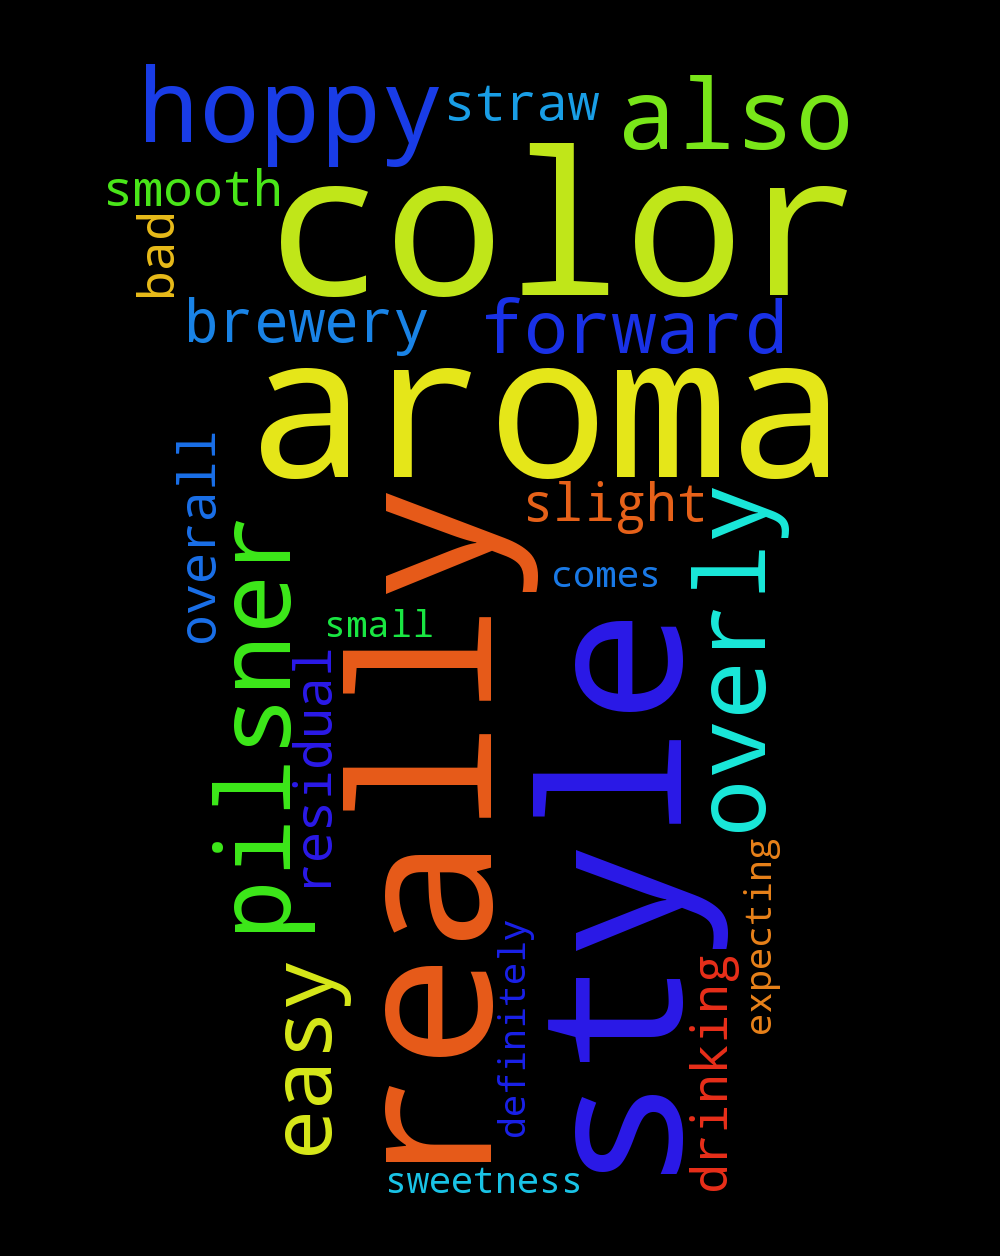 hoppy
straw
also
smooth
color
bad
brewery
forward
aroma
overall
slight
overly
pilsner
really
comes
small
style
residual
expecting
easy
definitely
drinking
sweetness